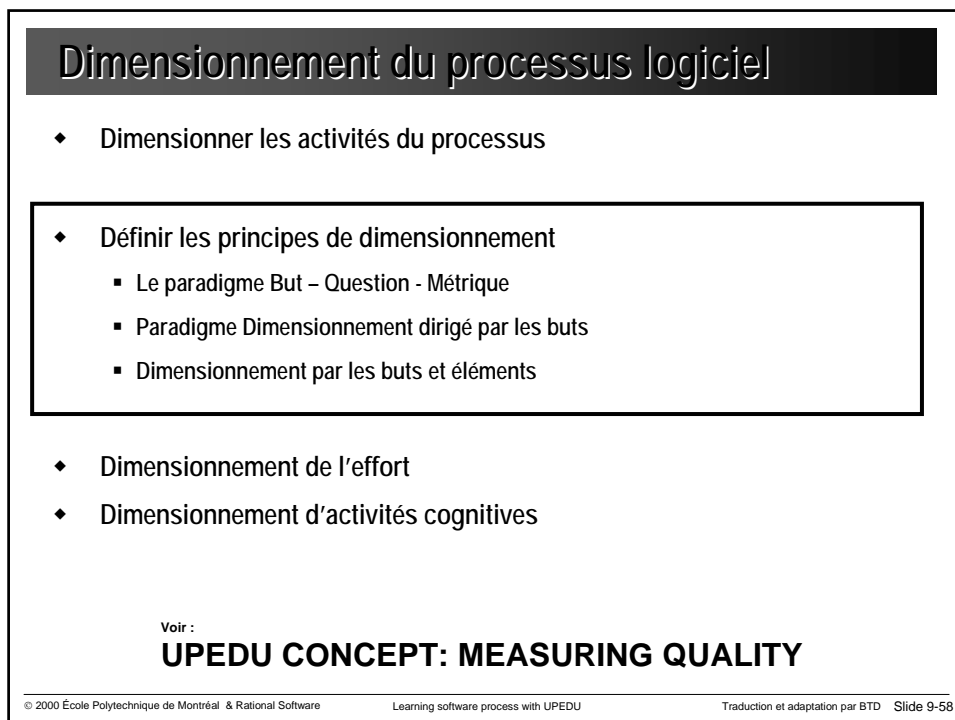 Dimensionnement du processus logiciel
◆ Dimensionner les activités du processus
◆ Définir les principes de dimensionnement
▪ Le paradigme But – Question - Métrique
▪ Paradigme Dimensionnement dirigé par les buts
▪ Dimensionnement par les buts et éléments
◆ Dimensionnement de l'effort
◆ Dimensionnement d'activités cognitives
Voir :
UPEDU CONCEPT: MEASURING QUALITY
© 2000 École Polytechnique de Montréal & Rational Software Learning software process with UPEDU Traduction et adaptation par BTD Slide 9-58